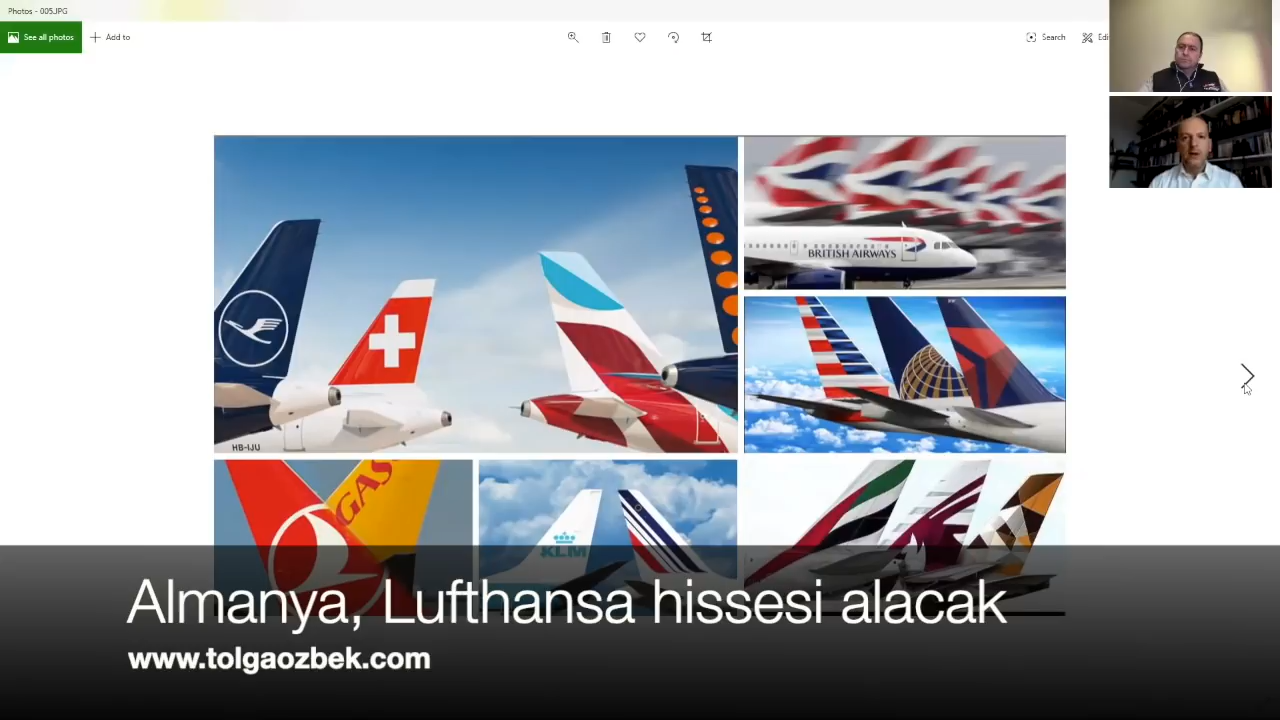 Photos - 005.JPG
See all photos
Add to
Search
BRITISH AIRWAYS
HB-IJU
GAS
KLM
Almanya, Lufthansa hissesi alacak
www.tolgaozbek.com